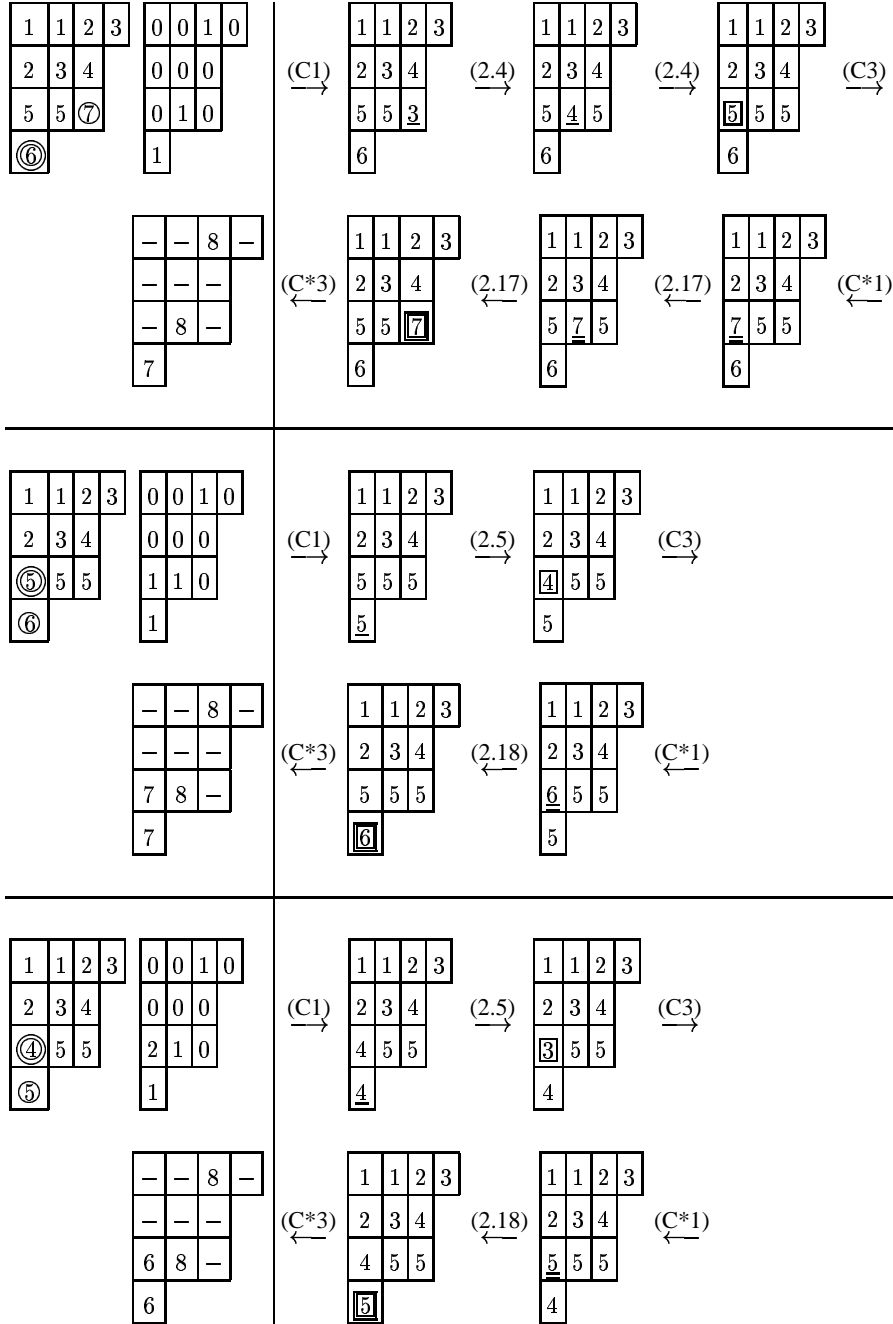 1 1 2 3 0 0 1 0 1 1 2 3 1 1 2 3 1 1 2 3
2 3 4 0 0 0 (C1) → 2 3 4 (2.4) → 2 3 4 (2.4) → 2 3 4 (C3) →
5 5 7 0 1 0 5 5 3 5 4 5 5 5 5
6 1 6 6 6
– – 8 – 1 1 2 3 1 1 2 3 1 1 2 3
– – – (C*3) ← 2 3 4 (2.17) ← 2 3 4 (2.17) ← 2 3 4 (C*1) ←
– 8 – 5 5 7 5 7 5 7 5 5
7 6 6 6
1 1 2 3 0 0 1 0 1 1 2 3 1 1 2 3
2 3 4 0 0 0 (C1) → 2 3 4 (2.5) → 2 3 4 (C3) →
5 5 5 1 1 0 5 5 5 4 5 5
6 1 5 5
– – 8 – 1 1 2 3 1 1 2 3
– – – (C*3) ← 2 3 4 (2.18) ← 2 3 4 (C*1) ←
7 8 – 5 5 5 6 5 5
7 6 5
1 1 2 3 0 0 1 0 1 1 2 3 1 1 2 3
2 3 4 0 0 0 (C1) → 2 3 4 (2.5) → 2 3 4 (C3) →
4 5 5 2 1 0 4 5 5 3 5 5
5 1 4 4
– – 8 – 1 1 2 3 1 1 2 3
– – – (C*3) ← 2 3 4 (2.18) ← 2 3 4 (C*1) ←
6 8 – 4 5 5 5 5 5
6 5 4